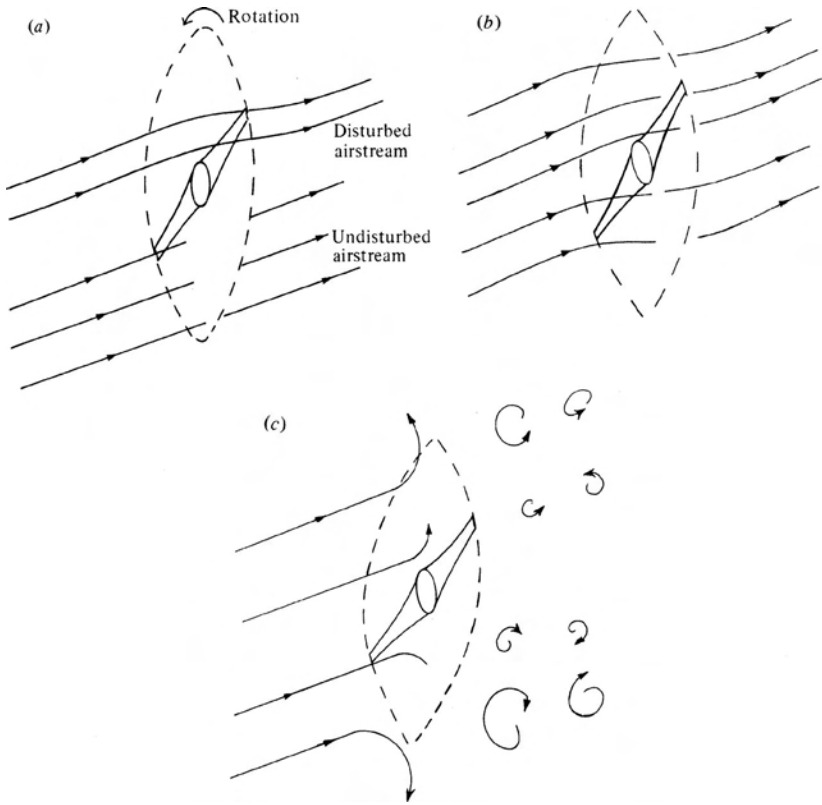 (a)
Rotation
(b)
Disturbed
airstream
Undisturbed
airstream
(c)